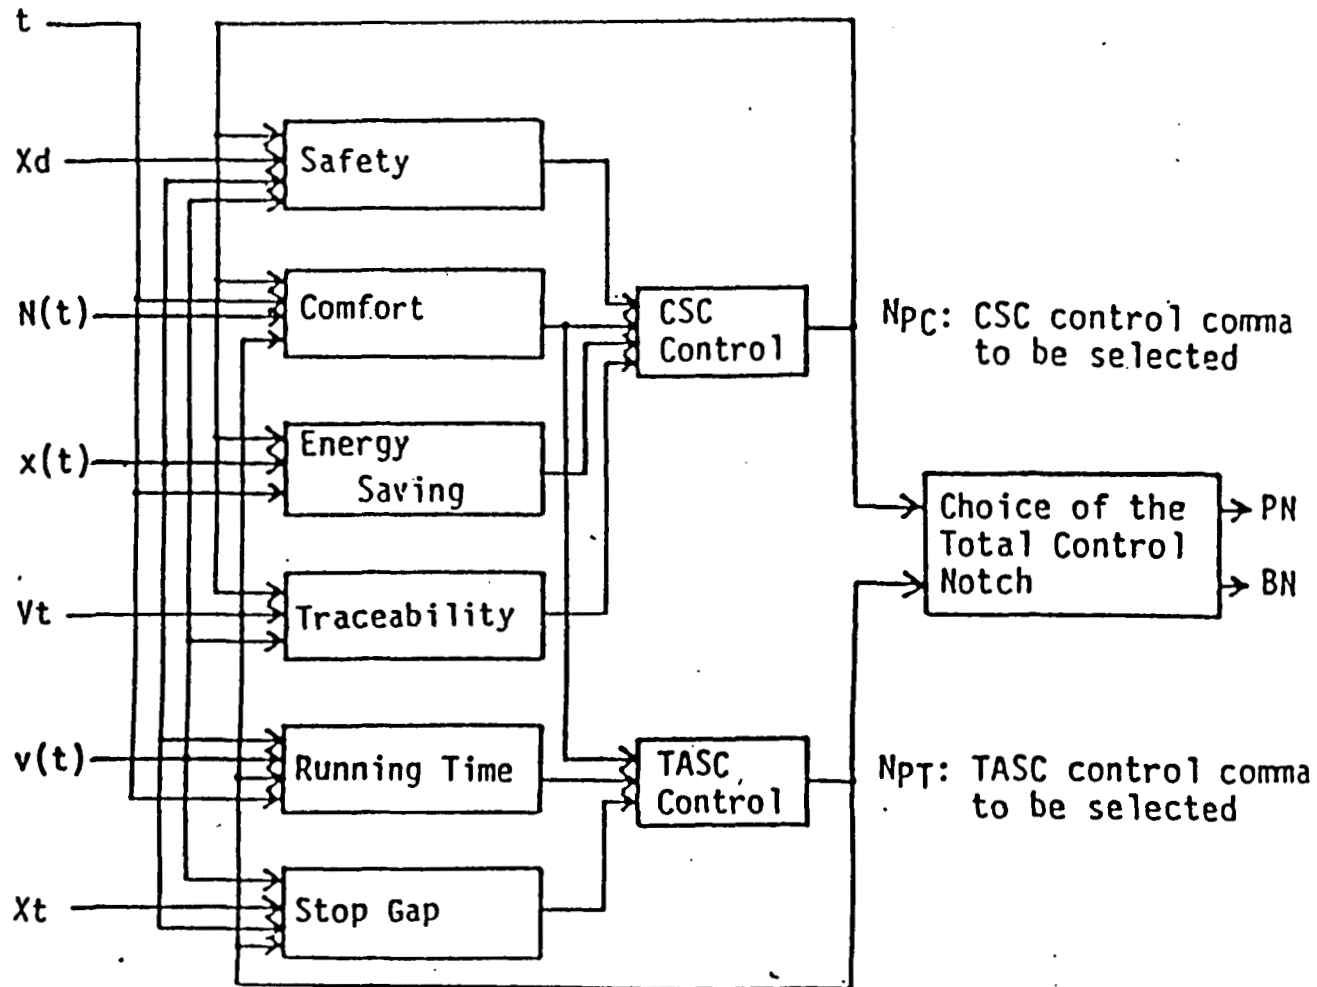 t
Xd
Safety
N(t)
Comfort
CSC
Control
NPC: CSC control comma
to be selected
x(t)
Energy
Saving
Choice of the
Total Control
Notch
PN
BN
Vt
Traceability
v(t)
Running Time
TASC
Control
NPT: TASC control comma
to be selected
Xt
Stop Gap